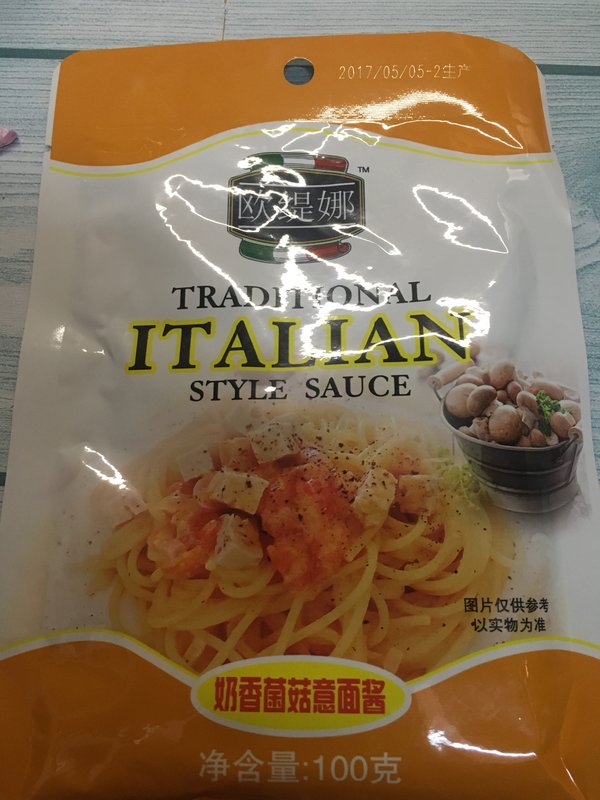 2017/05/05-2生产
欧缇娜
TM
TRADITIONAL
ITALIAN
STYLE SAUCE
图片仅供参考
以实物为准
奶香菌菇意面酱
净含量:100克